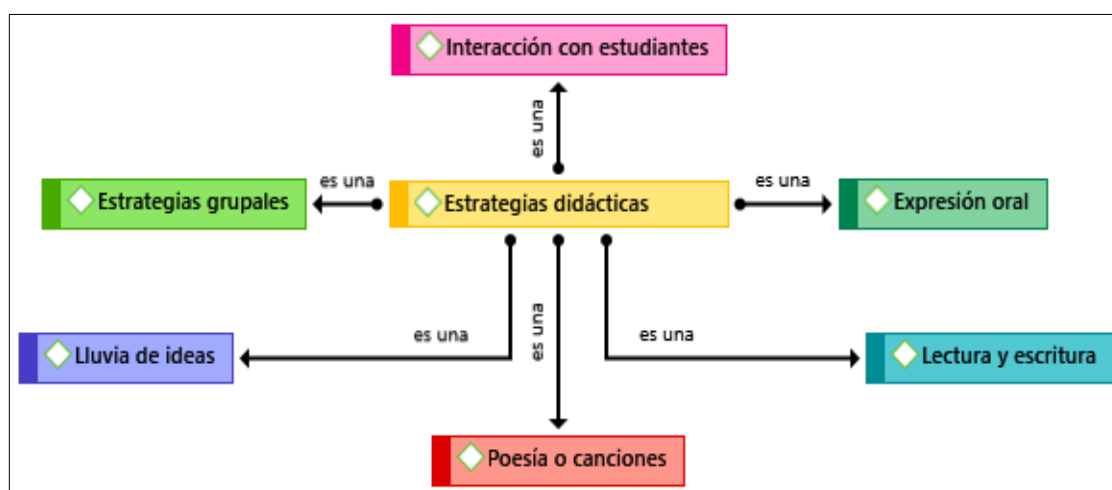 Interacción con estudiantes
es una
Estrategias grupales
es una
Estrategias didácticas
es una
Expresión oral
Lluvia de ideas
es una
es una
es una
Lectura y escritura
Poesía o canciones